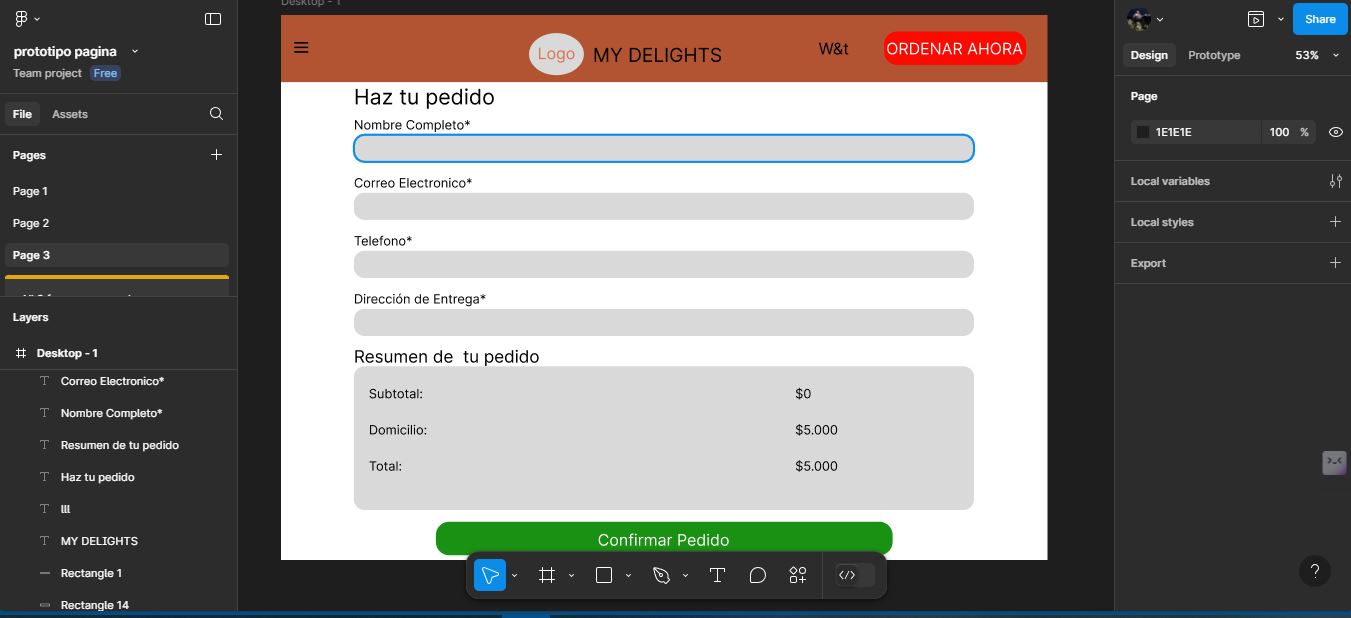 Desktop - 1
prototipo pagina
Team project Free
File Assets
Pages
Page 1
Page 2
Page 3
Layers
Desktop - 1
Correo Electronico*
Nombre Completo*
Resumen de tu pedido
Haz tu pedido
lll
MY DELIGHTS
Rectangle 1
Rectangle 14
Logo MY DELIGHTS W&t ORDENAR AHORA
Haz tu pedido
Nombre Completo*
Correo Electronico*
Telefono*
Dirección de Entrega*
Resumen de  tu pedido
Subtotal: $0
Domicilio: $5.000
Total: $5.000
Confirmar Pedido
Share
Design Prototype 53%
Page
1E1E1E 100 %
Local variables
Local styles
Export
?